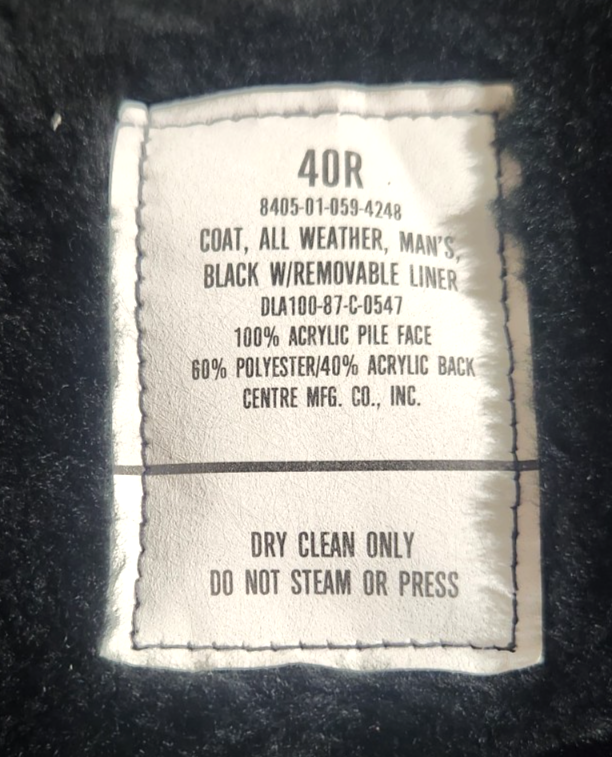 40R
8405-01-059-4248
COAT, ALL WEATHER, MAN'S,
BLACK W/REMOVABLE LINER
DLA100-87-C-0547
100% ACRYLIC PILE FACE
60% POLYESTER/40% ACRYLIC BACK
CENTRE MFG. CO., INC.
DRY CLEAN ONLY
DO NOT STEAM OR PRESS